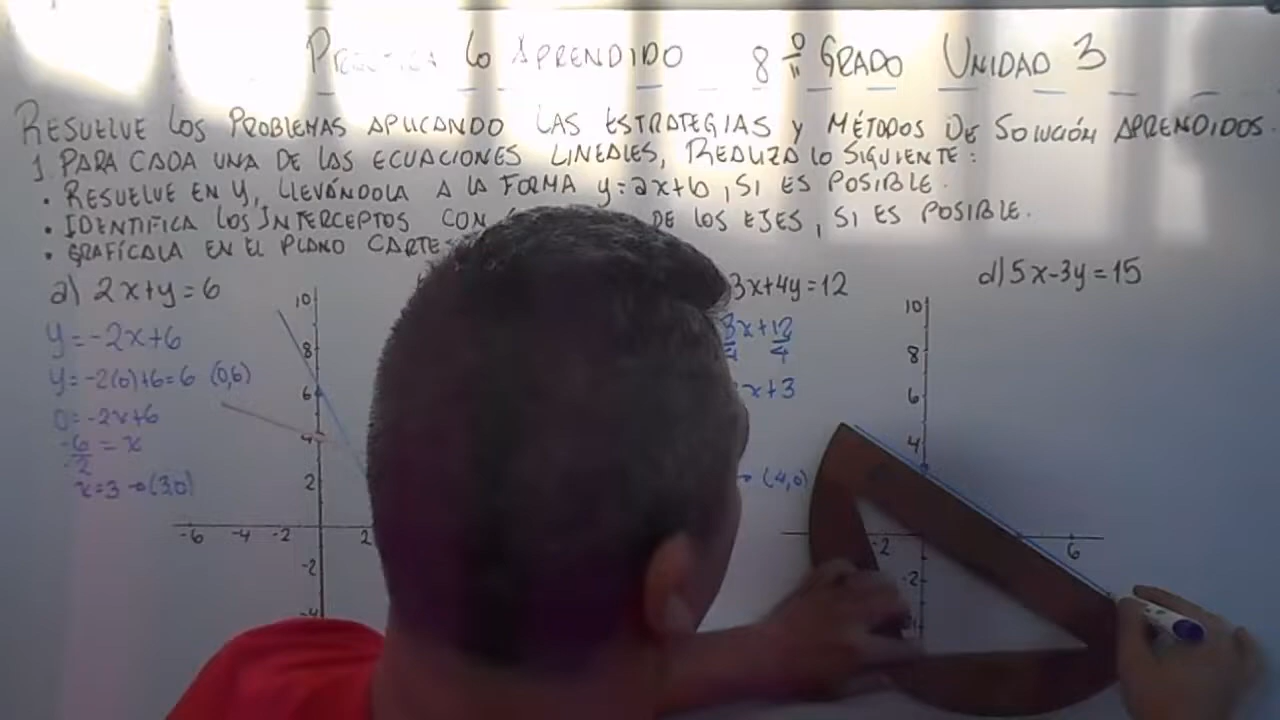 PRACTICA lo APRENDIDO 8º GRADO UNIDAD 3
RESUELVE LOS PROBLEMAS APLICANDO LAS ESTRATEGIAS Y MÉTODOS DE SOLUCIÓN APRENDIDOS.
1. PARA CADA UNA DE LAS ECUACIONES LINEALES, REALIZA LO SIGUIENTE:
• RESUELVE EN Y, LLEVÁNDOLA A LA FORMA y=ax+b, SI ES POSIBLE.
• IDENTIFICA LOS INTERCEPTOS CON DE LOS EJES, SI ES POSIBLE.
• GRAFÍCALA EN EL PLANO CARTE
a) 2x+y=6
y=-2x+6
y=-2(0)+6=6 (0,6)
0=-2x+6
-6/-2 = x
x=3→(3,0)
10
8
6
4
2
-6 -4 -2 2
-2
-4
3x+4y=12
3x+12
4 4
x+3
→ (4,0)
10
8
6
4
-2 6
-2
d) 5x-3y=15